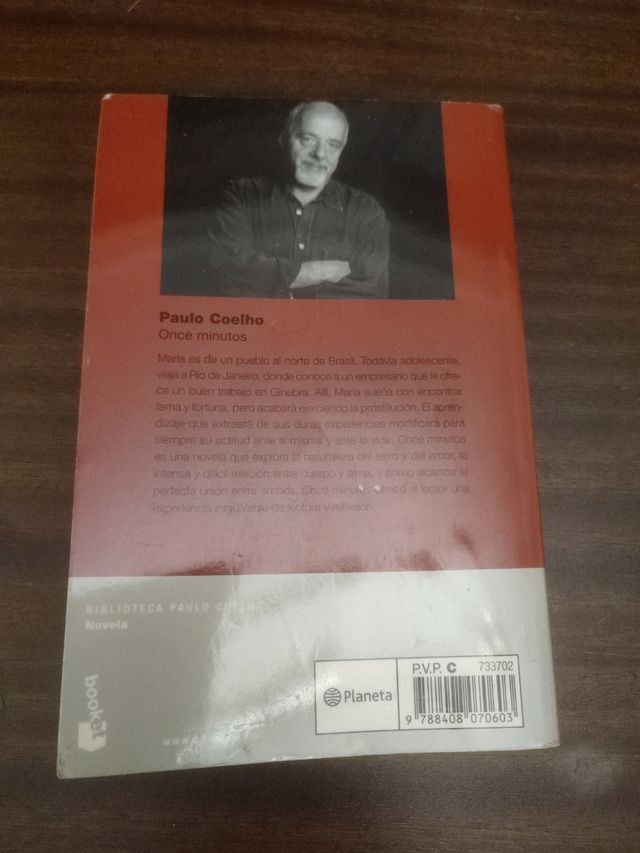 Paulo Coelho
Once minutos
Maria es de un pueblo al norte de Brasil. Todavía adolescente,
viaja a Río de Janeiro, donde conoce a un empresario que le ofre-
ce un buen trabajo en Ginebra. Allí, Maria sueña con encontrar
fama y fortuna, pero acabará ejerciendo la prostitución. El apren-
dizaje que extraerá de sus duras experiencias modificará para
siempre su actitud ante sí misma y ante la vida. Once minutos
es una novela que explora la naturaleza del sexo y del amor, la
intensa y difícil relación entre cuerpo y alma, y cómo alcanzar la
perfecta unión entre ambos. Once minutos ofrece al lector una
experiencia inigualable de lectura y reflexión.
BIBLIOTECA PAULO COELHO
Novela
booket
www.
Planeta
P.V.P. C 733702
9 788408 070603